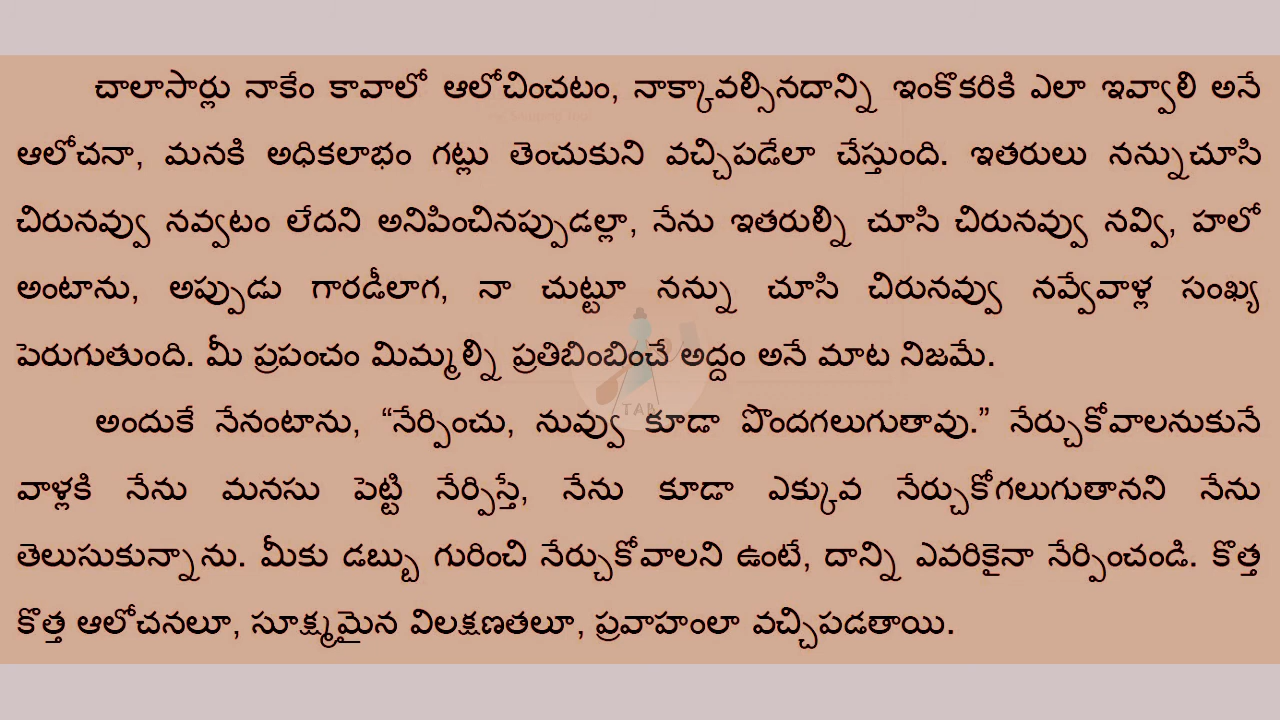 చాలాసార్లు నాకేం కావాలో ఆలోచించటం, నాక్కావల్సినదాన్ని ఇంకొకరికి ఎలా ఇవ్వాలి అనే
ఆలోచనా, మనకి అధికలాభం గట్లు తెంచుకుని వచ్చిపడేలా చేస్తుంది. ఇతరులు నన్నుచూసి
చిరునవ్వు నవ్వటం లేదని అనిపించినప్పుడల్లా, నేను ఇతరుల్ని చూసి చిరునవ్వు నవ్వి, హలో
అంటాను, అప్పుడు గారడీలాగ, నా చుట్టూ నన్ను చూసి చిరునవ్వు నవ్వేవాళ్ల సంఖ్య
పెరుగుతుంది. మీ ప్రపంచం మిమ్మల్ని ప్రతిబింబించే అద్దం అనే మాట నిజమే.
అందుకే నేనంటాను, “నేర్పించు, నువ్వు కూడా పొందగలుగుతావు.” నేర్చుకోవాలనుకునే
వాళ్లకి నేను మనసు పెట్టి నేర్పిస్తే, నేను కూడా ఎక్కువ నేర్చుకోగలుగుతానని నేను
తెలుసుకున్నాను. మీకు డబ్బు గురించి నేర్చుకోవాలని ఉంటే, దాన్ని ఎవరికైనా నేర్పించండి. కొత్త
కొత్త ఆలోచనలూ, సూక్ష్మమైన విలక్షణతలూ, ప్రవాహంలా వచ్చిపడతాయి.